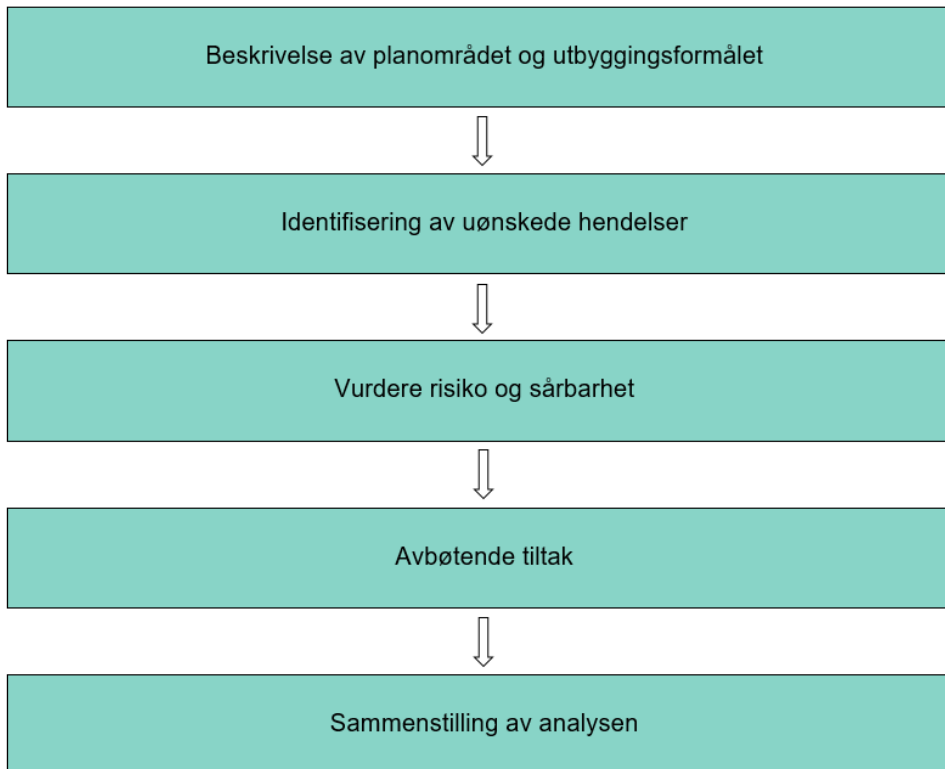 Beskrivelse av planområdet og utbyggingsformålet
Identifisering av uønskede hendelser
Vurdere risiko og sårbarhet
Avbøtende tiltak
Sammenstilling av analysen